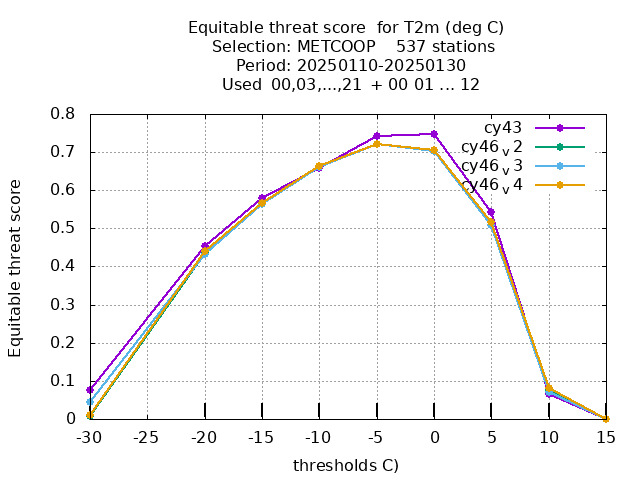 Equitable threat score for T2m (deg C)
Selection: METCOOP 537 stations
Period: 20250110-20250130
Used 00,03,...,21 + 00 01 ... 12
Equitable threat score
0.8
0.7
0.6
0.5
0.4
0.3
0.2
0.1
0
cy43
cy46v2
cy46v3
cy46v4
-30 -25 -20 -15 -10 -5 0 5 10 15
thresholds C)